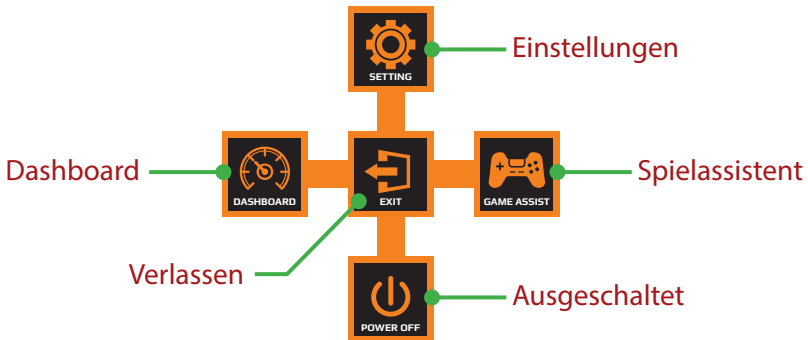 SETTING
Einstellungen
Dashboard
DASHBOARD
EXIT
GAME ASSIST
Spielassistent
Verlassen
POWER OFF
Ausgeschaltet